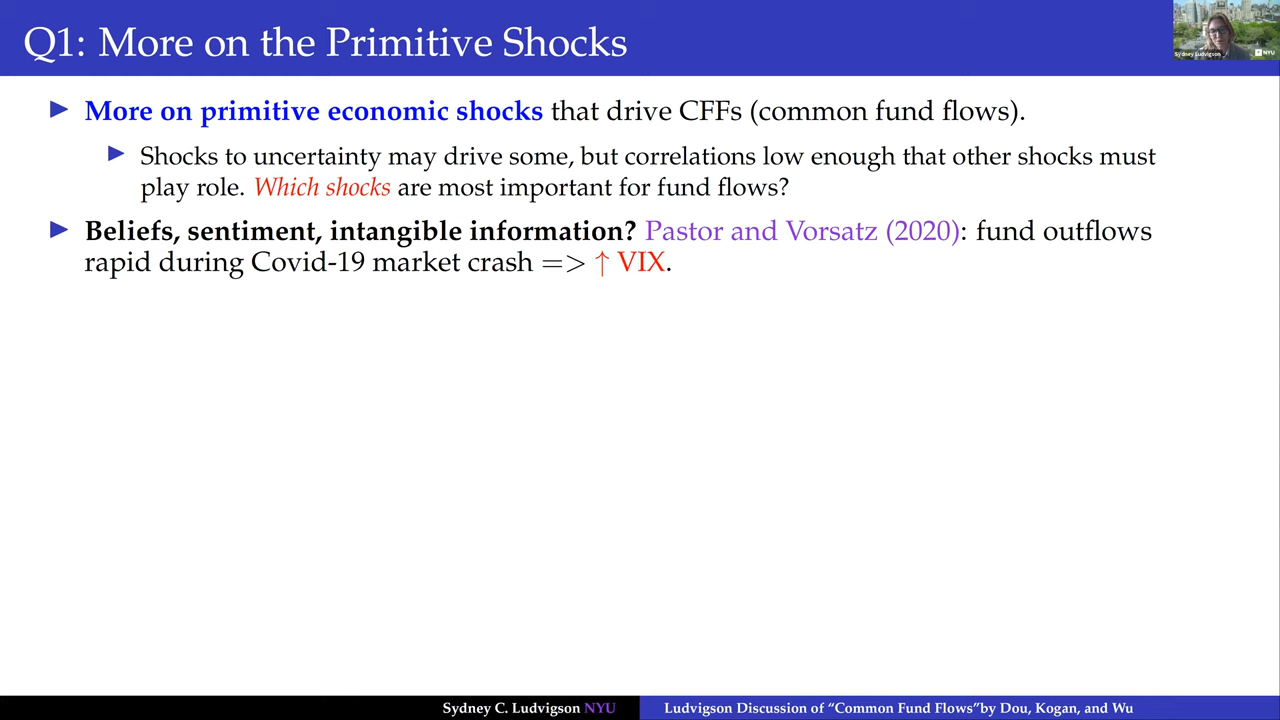 Q1: More on the Primitive Shocks
Sydney Ludvigson
NYU
▶ More on primitive economic shocks that drive CFFs (common fund flows).
▶ Shocks to uncertainty may drive some, but correlations low enough that other shocks must
play role. Which shocks are most important for fund flows?
▶ Beliefs, sentiment, intangible information? Pastor and Vorsatz (2020): fund outflows
rapid during Covid-19 market crash => ↑ VIX.
Sydney C. Ludvigson NYU
Ludvigson Discussion of “Common Fund Flows”by Dou, Kogan, and Wu